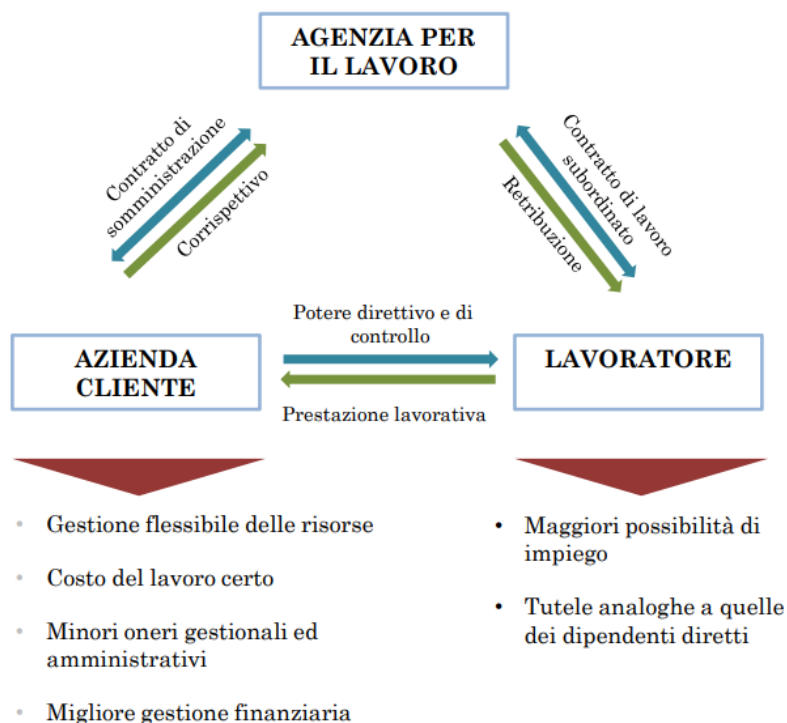 AGENZIA PER
IL LAVORO
Contratto di
somministrazione
Corrispettivo
Contratto di lavoro
subordinato
Retribuzione
Potere direttivo e di
controllo
AZIENDA
CLIENTE
LAVORATORE
Prestazione lavorativa
• Gestione flessibile delle risorse
• Costo del lavoro certo
• Minori oneri gestionali ed
amministrativi
• Migliore gestione finanziaria
• Maggiori possibilità di
impiego
• Tutele analoghe a quelle
dei dipendenti diretti